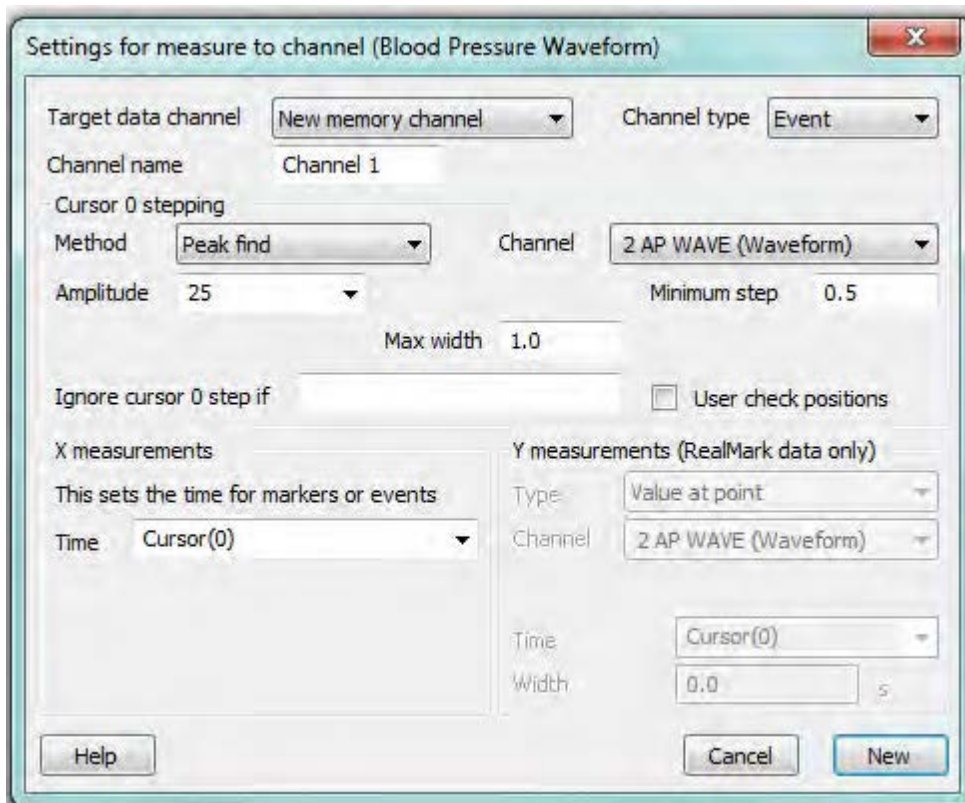 Settings for measure to channel (Blood Pressure Waveform)
Target data channel New memory channel Channel type Event
Channel name Channel 1
Cursor 0 stepping
Method Peak find Channel 2 AP WAVE (Waveform)
Amplitude 25 Minimum step 0.5
Max width 1.0
Ignore cursor 0 step if User check positions
X measurements Y measurements (RealMark data only)
This sets the time for markers or events Type Value at point
Time Cursor(0) Channel 2 AP WAVE (Waveform)
Time Cursor(0)
Width 0.0 s
Help Cancel New